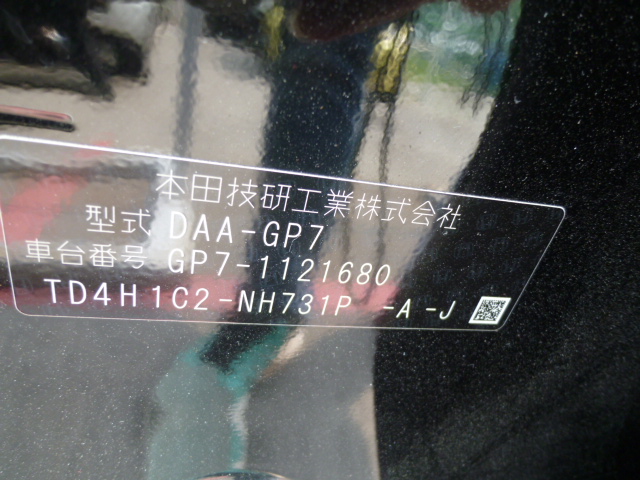 本田技研工業株式会社
型式 DAA-GP7
車台番号 GP7-1121680
TD4H1C2-NH731P -A -J